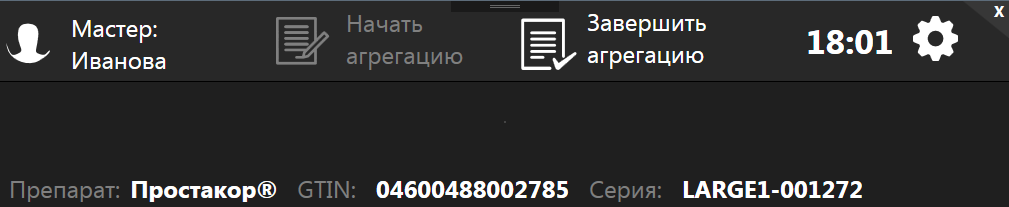 Мастер:
Иванова
Начать
агрегацию
Завершить
агрегацию
18:01
x
Препарат: Простакор® GTIN: 04600488002785 Серия: LARGE1-001272